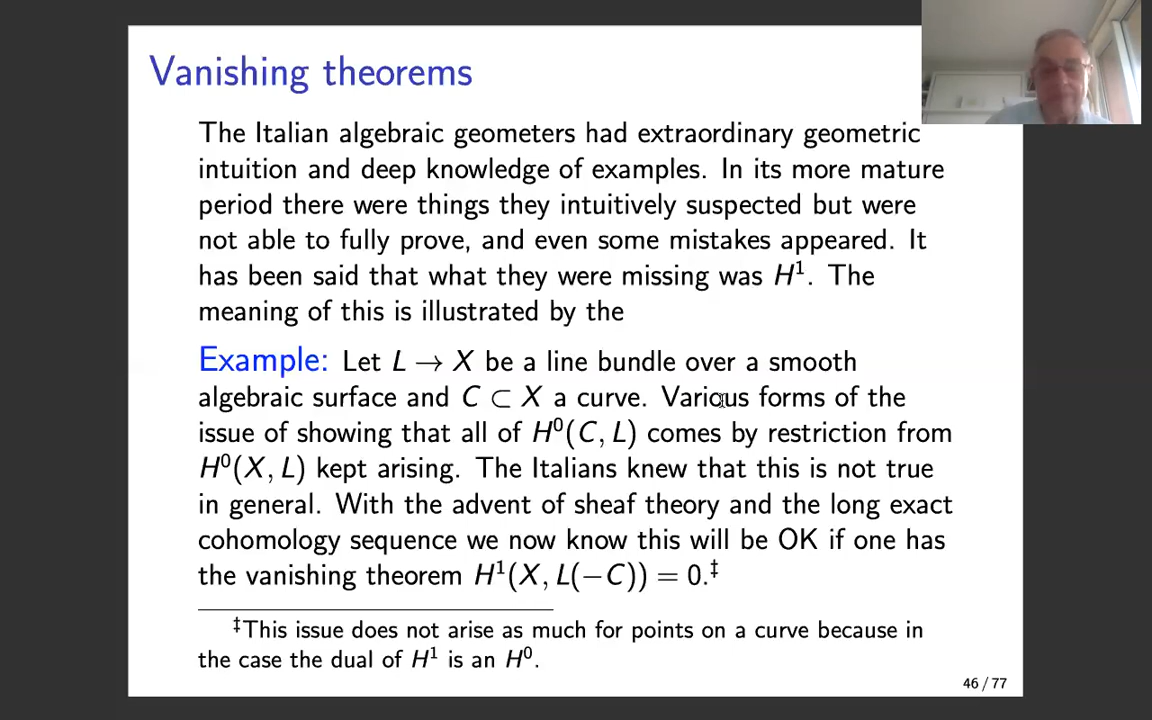 Vanishing theorems
The Italian algebraic geometers had extraordinary geometric
intuition and deep knowledge of examples. In its more mature
period there were things they intuitively suspected but were
not able to fully prove, and even some mistakes appeared. It
has been said that what they were missing was H¹. The
meaning of this is illustrated by the
Example: Let L → X be a line bundle over a smooth
algebraic surface and C ⊂ X a curve. Various forms of the
issue of showing that all of H⁰(C, L) comes by restriction from
H⁰(X, L) kept arising. The Italians knew that this is not true
in general. With the advent of sheaf theory and the long exact
cohomology sequence we now know this will be OK if one has
the vanishing theorem H¹(X, L(−C)) = 0.‡
‡This issue does not arise as much for points on a curve because in
the case the dual of H¹ is an H⁰.
46 / 77